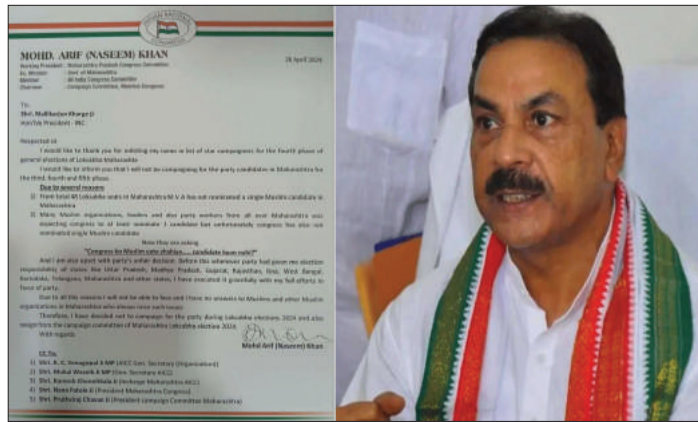 MOHD. ARIF (NASEEM) KHAN
Working President : Maharashtra Pradesh Congress Committee
Ex. Minister : Govt. of Maharashtra
Member : All India Congress Committee
Chairman : Campaign Committee, Mumbai Congress
26 April 2024
To,
Shri. Mallikarjun Kharge ji
Hon'ble President - INC
Respected ji
I would like to thank you for enlisting my name in list of star campaigners for the fourth phase of
general elections of Loksabha Maharashtra
I would like to inform you that I will not be campaigning for the party candidates in Maharashtra for
the third, fourth and fifth phase.
Due to several reasons
1) From total 48 Loksabha seats in Maharashtra M.V.A has not nominated a single Muslim candidate in
Maharashtra
2) Many Muslim organizations, leaders and also party workers from all over Maharashtra was
expecting congress to at least nominate 1 candidate but unfortunately congress has also not
nominated single Muslim candidate
Now they are asking
"Congress ko Muslim vote chahiye..... candidate kyun nahi?"
And I am also upset with party's unfair decision. Before this whenever party had given me election
responsibility of states like Uttar Pradesh, Madhya Pradesh, Gujarat, Rajasthan, Goa, West Bengal,
Karnataka, Telangana, Maharashtra and other states, I have executed it gracefully with my full efforts in
favor of party.
Due to all this reasons I will not be able to face and I have no answers to Muslims and other Muslim
organizations in Maharashtra who always raise such issues
Therefore, I have decided not to campaign for the party during Loksabha elections 2024 and also
resign from the campaign committee of Maharashtra Loksabha election 2024.
With regards
Mohd Arif (Naseem) Khan
CC To,
1) Shri. K. C. Venugopal Ji MP (AICC Gen. Secretary (Organization))
2) Shri. Mukul Wasnik Ji MP (Gen. Secretary AICC)
3) Shri. Ramesh Chennithala Ji (Incharge Maharashtra AICC)
4) Shri. Nana Patole Ji (President Maharashtra Congress)
5) Shri. Prathviraj Chavan Ji (President campaign Committee Maharashtra)